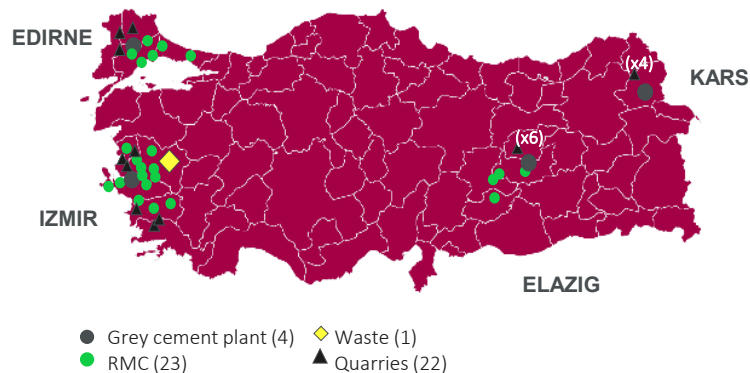 EDIRNE
(x4)
KARS
(x6)
IZMIR
ELAZIG
Grey cement plant (4)
Waste (1)
RMC (23)
Quarries (22)